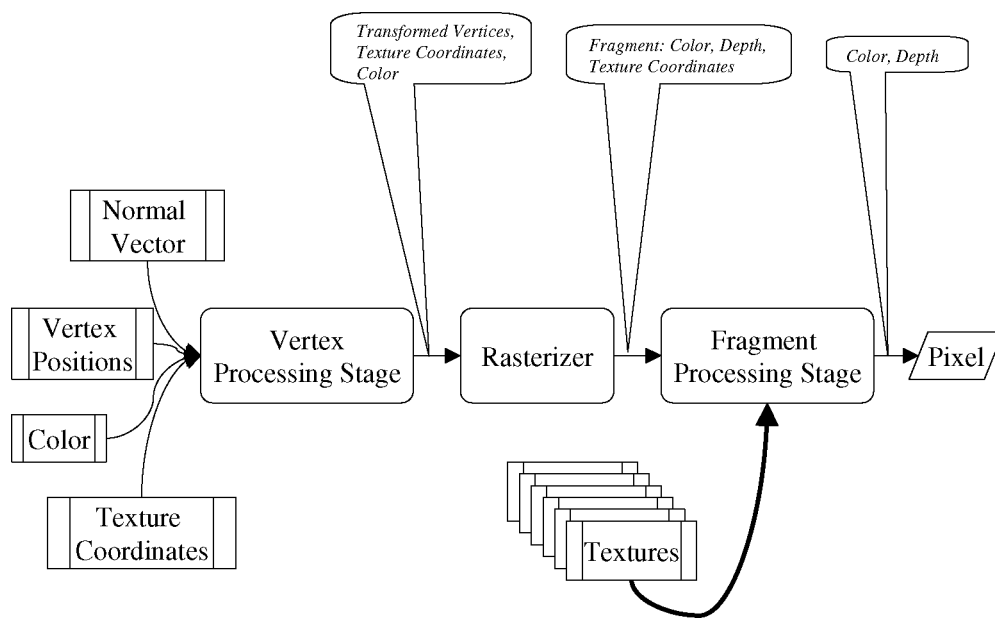 Transformed Vertices,
Texture Coordinates,
Color
Fragment: Color, Depth,
Texture Coordinates
Color, Depth
Normal
Vector
Vertex
Positions
Color
Texture
Coordinates
Vertex
Processing Stage
Rasterizer
Fragment
Processing Stage
Pixel
Textures